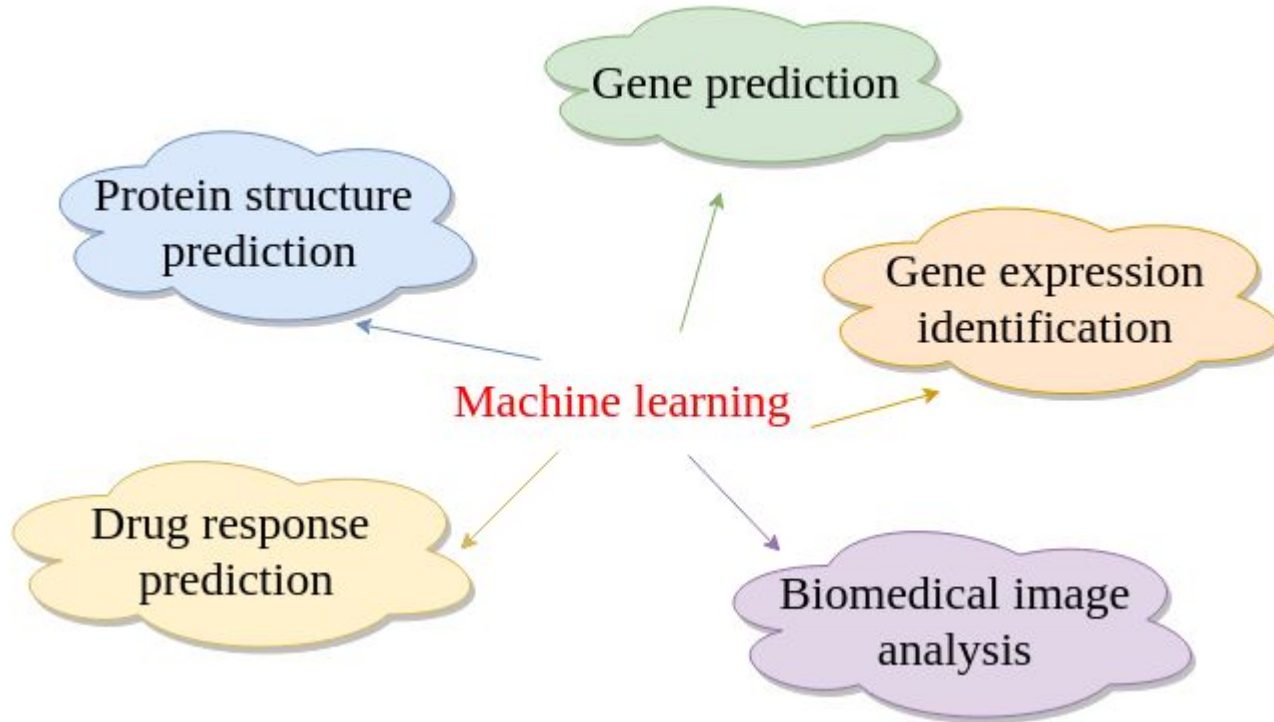 Gene prediction
Protein structure
prediction
Gene expression
identification
Machine learning
Drug response
prediction
Biomedical image
analysis